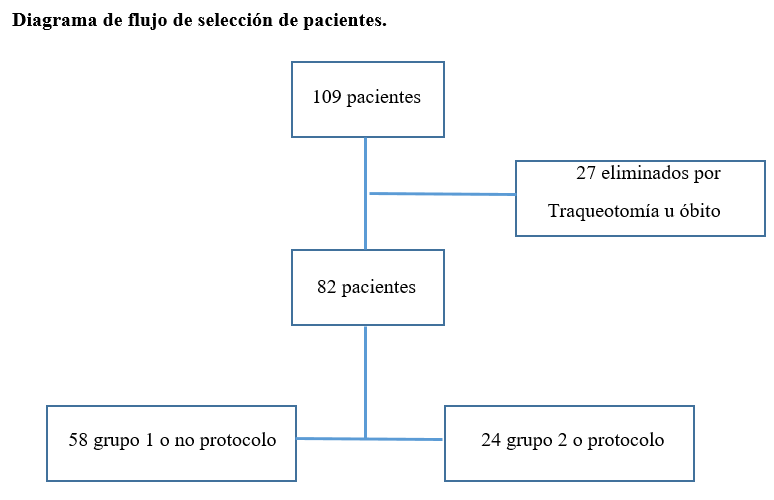 Diagrama de flujo de selección de pacientes.
109 pacientes
27 eliminados por
Traqueotomía u óbito
82 pacientes
58 grupo 1 o no protocolo
24 grupo 2 o protocolo